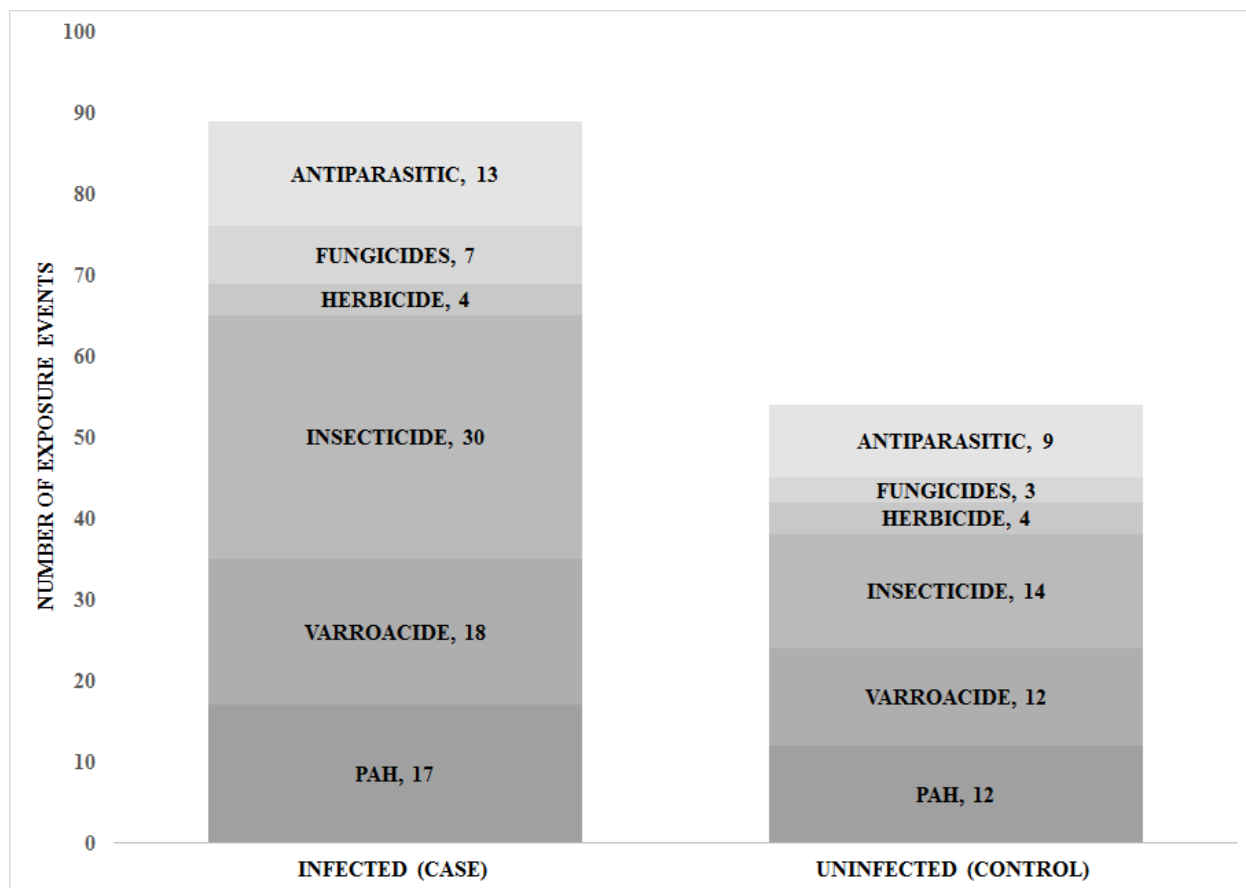 100
90
80
70
60
50
40
30
20
10
0
NUMBER OF EXPOSURE EVENTS
ANTIPARASITIC, 13
FUNGICIDES, 7
HERBICIDE, 4
INSECTICIDE, 30
VARROACIDE, 18
PAH, 17
ANTIPARASITIC, 9
FUNGICIDES, 3
HERBICIDE, 4
INSECTICIDE, 14
VARROACIDE, 12
PAH, 12
INFECTED (CASE)
UNINFECTED (CONTROL)